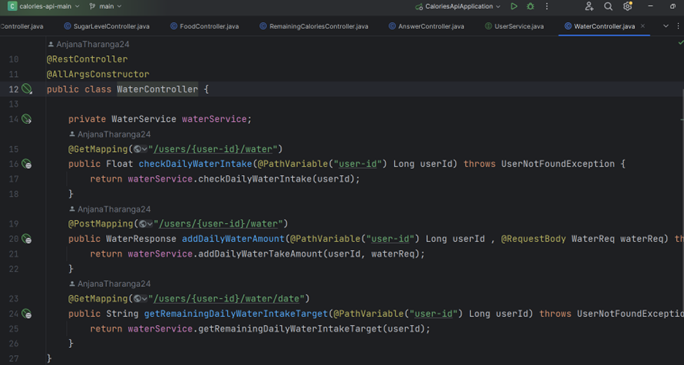 calories-api-main main CaloriesApiApplication
Controller.java SugarLevelController.java FoodController.java RemainingCaloriesController.java AnswerController.java UserService.java WaterController.java
AnjanaTharanga24
10 @RestController
11 @AllArgsConstructor
12 public class WaterController {
13
14 private WaterService waterService;
AnjanaTharanga24
15 @GetMapping("/users/{user-id}/water")
16 public Float checkDailyWaterIntake(@PathVariable("user-id") Long userId) throws UserNotFoundException {
17 return waterService.checkDailyWaterIntake(userId);
18 }
AnjanaTharanga24
19 @PostMapping("/users/{user-id}/water")
20 public WaterResponse addDailyWaterAmount(@PathVariable("user-id") Long userId , @RequestBody WaterReq waterReq) th
21 return waterService.addDailyWaterTakeAmount(userId, waterReq);
22 }
AnjanaTharanga24
23 @GetMapping("/users/{user-id}/water/date")
24 public String getRemainingDailyWaterIntakeTarget(@PathVariable("user-id") Long userId) throws UserNotFoundExceptio
25 return waterService.getRemainingDailyWaterIntakeTarget(userId);
26 }
27 }